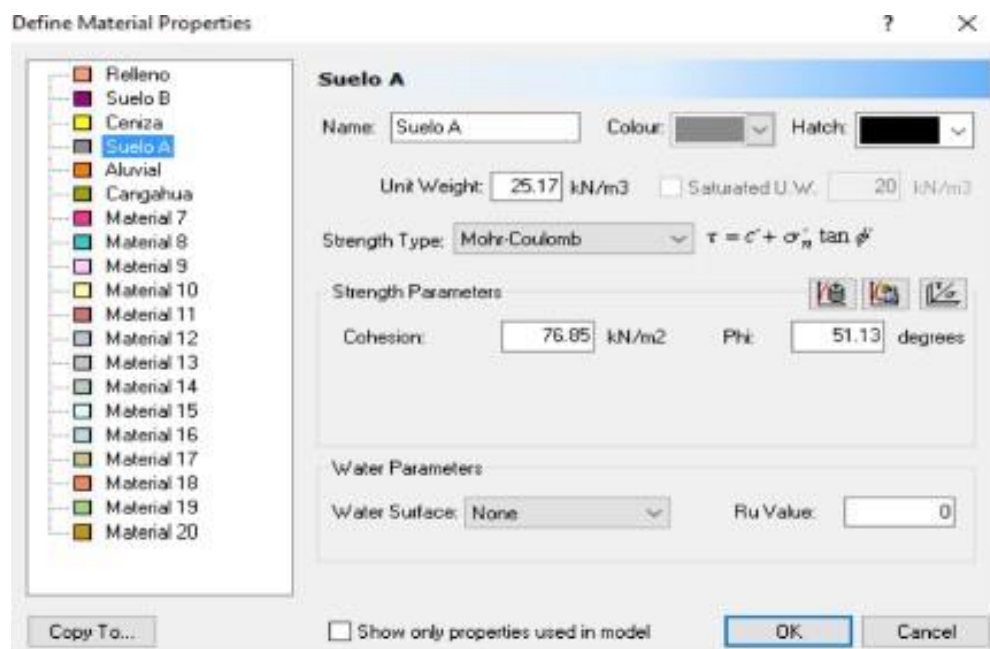 Define Material Properties ? ×
Relleno
Suelo B
Ceniza
Suelo A
Aluvial
Cangahua
Material 7
Material 8
Material 9
Material 10
Material 11
Material 12
Material 13
Material 14
Material 15
Material 16
Material 17
Material 18
Material 19
Material 20
Suelo A
Name: Suelo A Colour: Hatch:
Unit Weight: 25.17 kN/m3 Saturated U.W. 20 kN/m3
Strength Type: Mohr-Coulomb τ = c' + σ'n tan φ'
Strength Parameters
Cohesion: 76.85 kN/m2 Phi: 51.13 degrees
Water Parameters
Water Surface: None Ru Value: 0
Copy To... Show only properties used in model OK Cancel